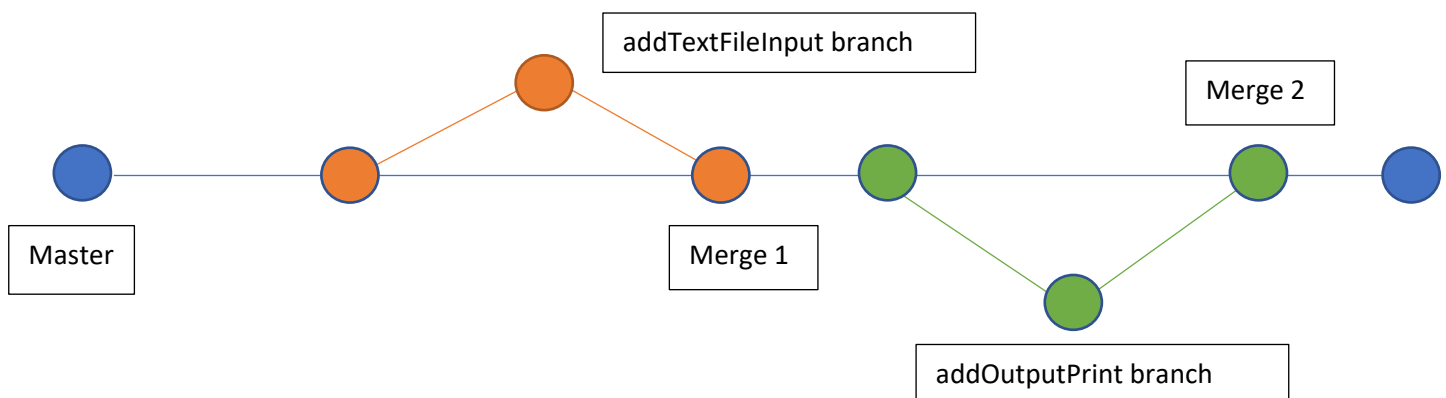 addTextFileInput branch
Merge 2
Master
Merge 1
addOutputPrint branch